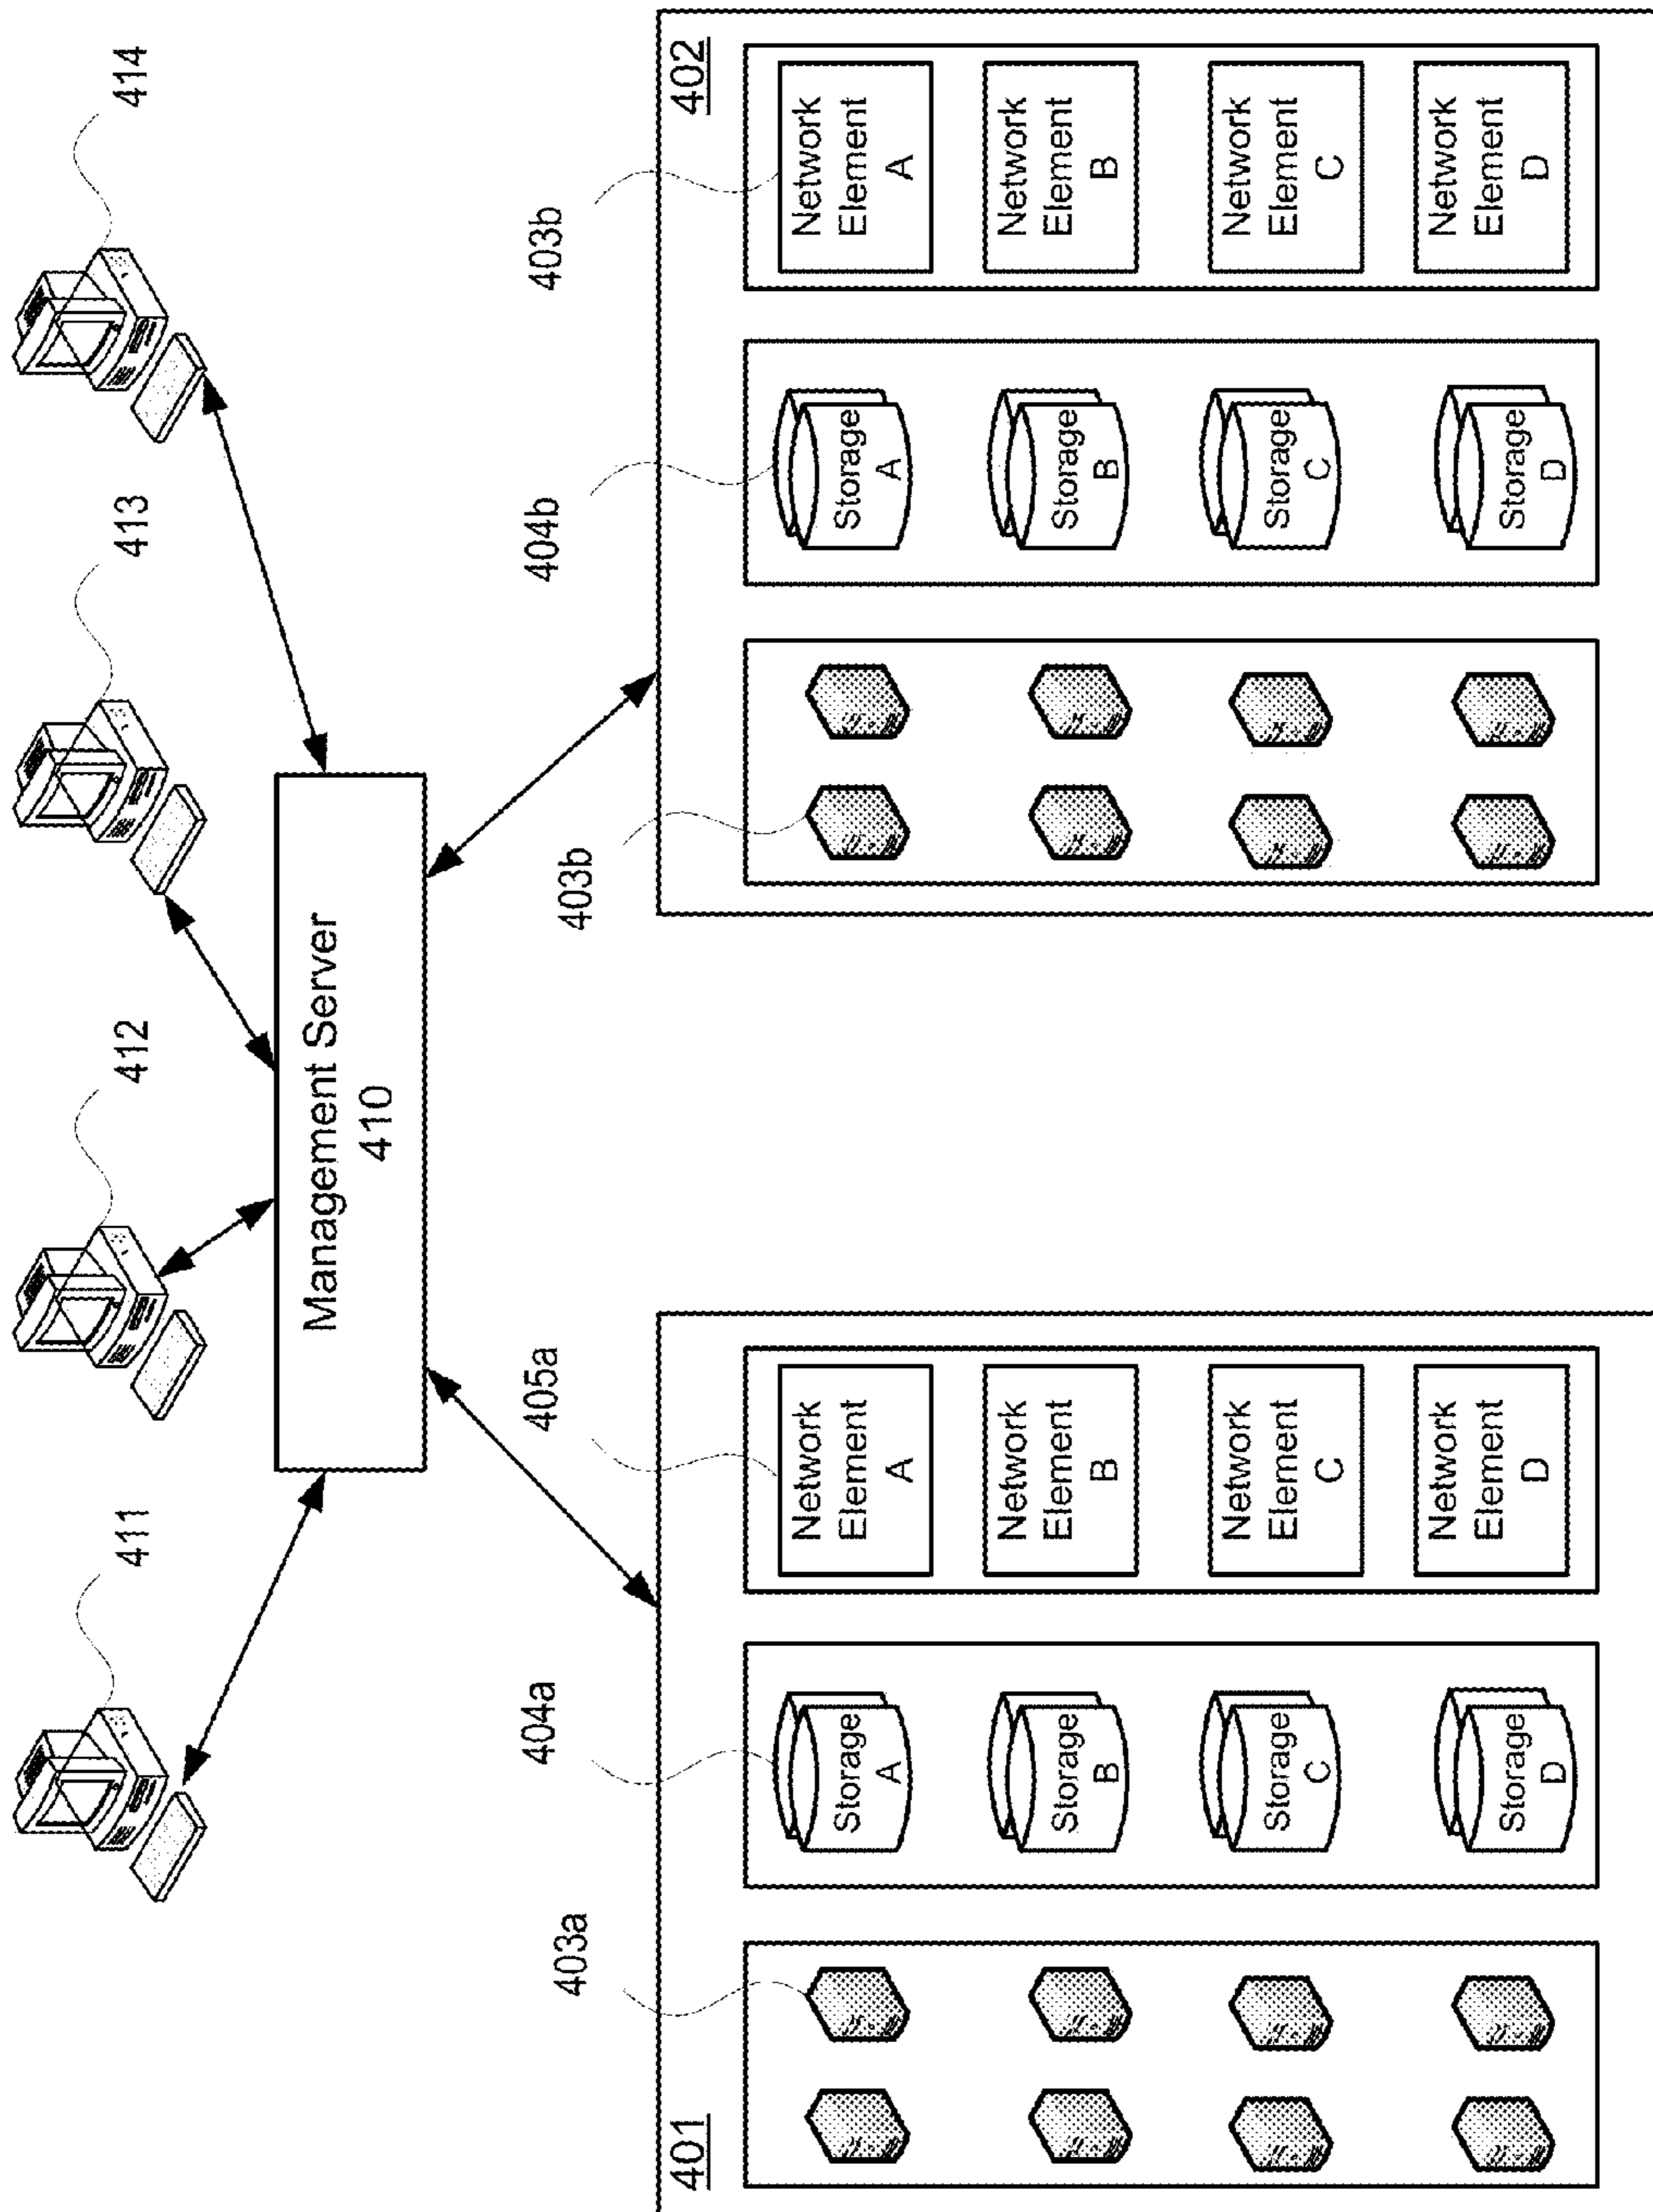 411
412
413
414
Management Server
410
401
403a
404a
405a
Storage
A
Storage
B
Storage
C
Storage
D
Network
Element
A
Network
Element
B
Network
Element
C
Network
Element
D
402
403b
404b
403b
Storage
A
Storage
B
Storage
C
Storage
D
Network
Element
A
Network
Element
B
Network
Element
C
Network
Element
D